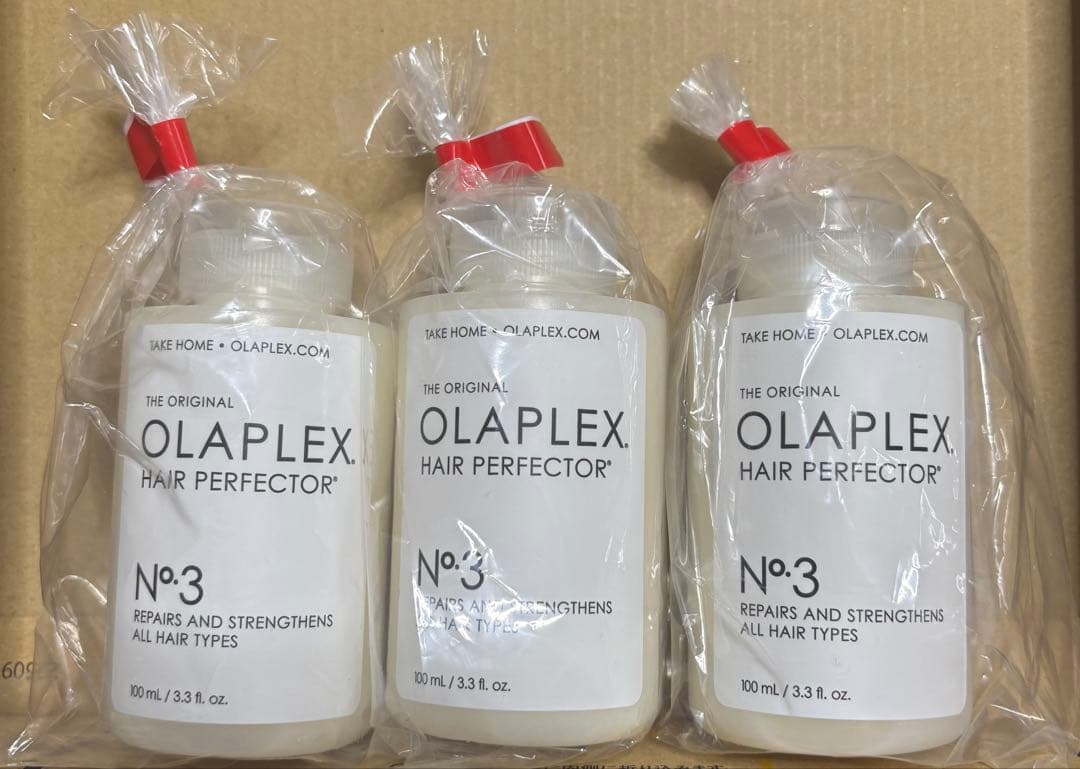 TAKE HOME • OLAPLEX.COM
THE ORIGINAL
OLAPLEX.
HAIR PERFECTOR®
Nº.3
REPAIRS AND STRENGTHENS
ALL HAIR TYPES
100 mL / 3.3 fl. oz.
TAKE HOME • OLAPLEX.COM
THE ORIGINAL
OLAPLEX.
HAIR PERFECTOR®
Nº.3
REPAIRS AND STRENGTHENS
HAIR TYPES
100 mL / 3.3 fl. oz.
TAKE HOME • OLAPLEX.COM
THE ORIGINAL
OLAPLEX.
HAIR PERFECTOR®
Nº.3
REPAIRS AND STRENGTHENS
ALL HAIR TYPES
100 mL / 3.3 fl. oz.